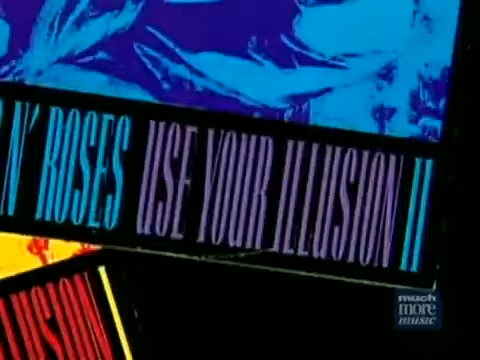 N' ROSES USE YOUR ILLUSION II
LLUSION
much
more
music